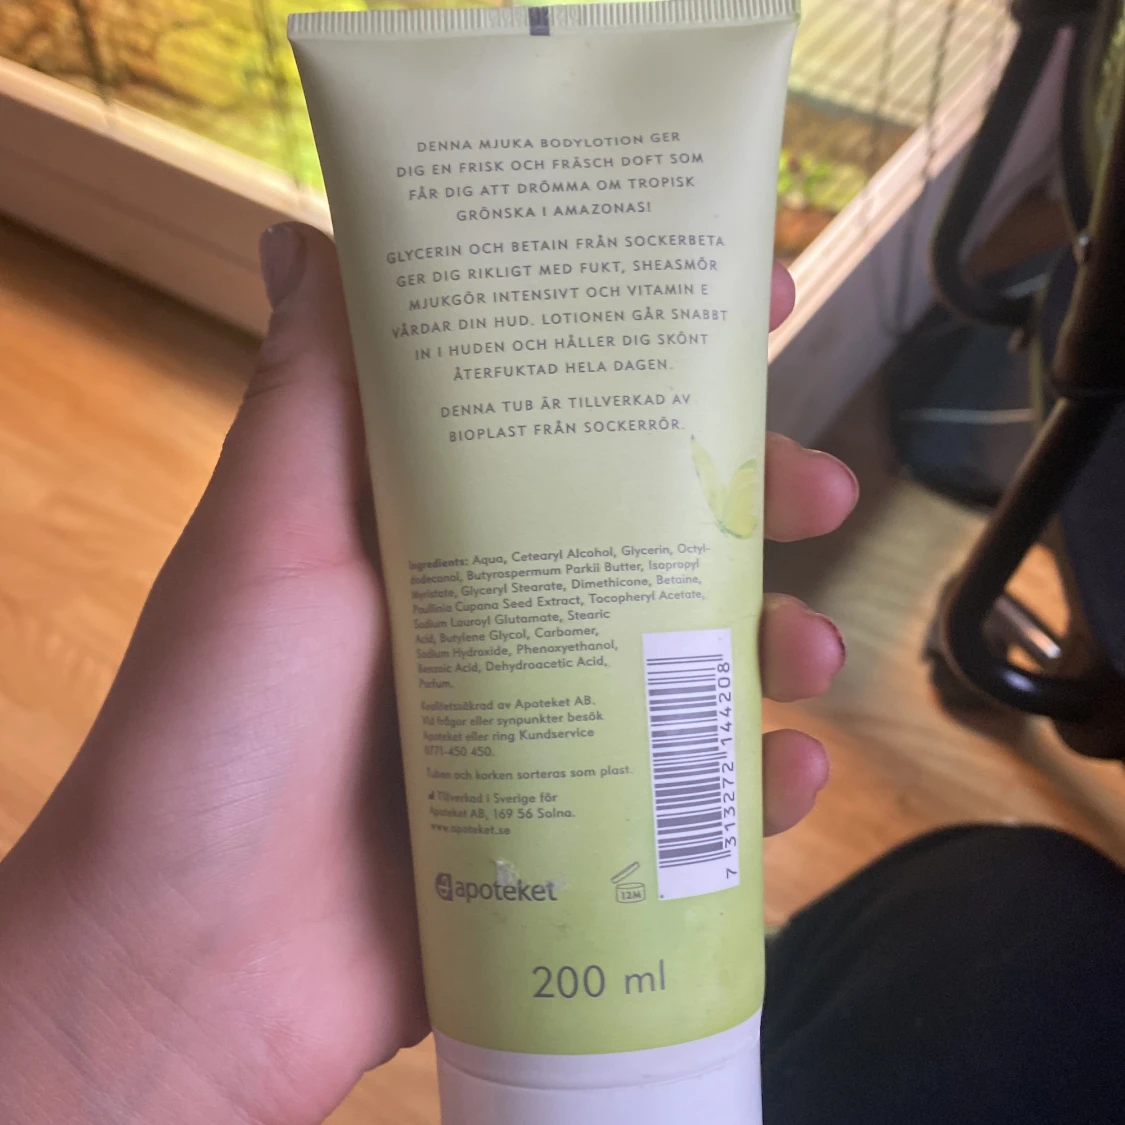 DENNA MJUKA BODYLOTION GER
DIG EN FRISK OCH FRÄSCH DOFT SOM
FÅR DIG ATT DRÖMMA OM TROPISK
GRÖNSKA I AMAZONAS!
GLYCERIN OCH BETAIN FRÅN SOCKERBETA
GER DIG RIKLIGT MED FUKT, SHEASMÖR
MJUKGÖR INTENSIVT OCH VITAMIN E
VÅRDAR DIN HUD. LOTIONEN GÅR SNABBT
IN I HUDEN OCH HÅLLER DIG SKÖNT
ÅTERFUKTAD HELA DAGEN.
DENNA TUB ÄR TILLVERKAD AV
BIOPLAST FRÅN SOCKERRÖR.
Ingredients: Aqua, Cetearyl Alcohol, Glycerin, Octyl-
dodecanol, Butyrospermum Parkii Butter, Isopropyl
Myristate, Glyceryl Stearate, Dimethicone, Betaine,
Paullinia Cupana Seed Extract, Tocopheryl Acetate,
Sodium Lauroyl Glutamate, Stearic
Acid, Butylene Glycol, Carbomer,
Sodium Hydroxide, Phenoxyethanol,
Benzoic Acid, Dehydroacetic Acid,
Parfum.
Kvalitetssäkrad av Apoteket AB.
Vid frågor eller synpunkter besök
Apoteket eller ring Kundservice
0771-450 450.
Tuben och korken sorteras som plast.
Tillverkad i Sverige för
Apoteket AB, 169 56 Solna.
www.apoteket.se
apoteket
12M
7 313272 144208
200 ml